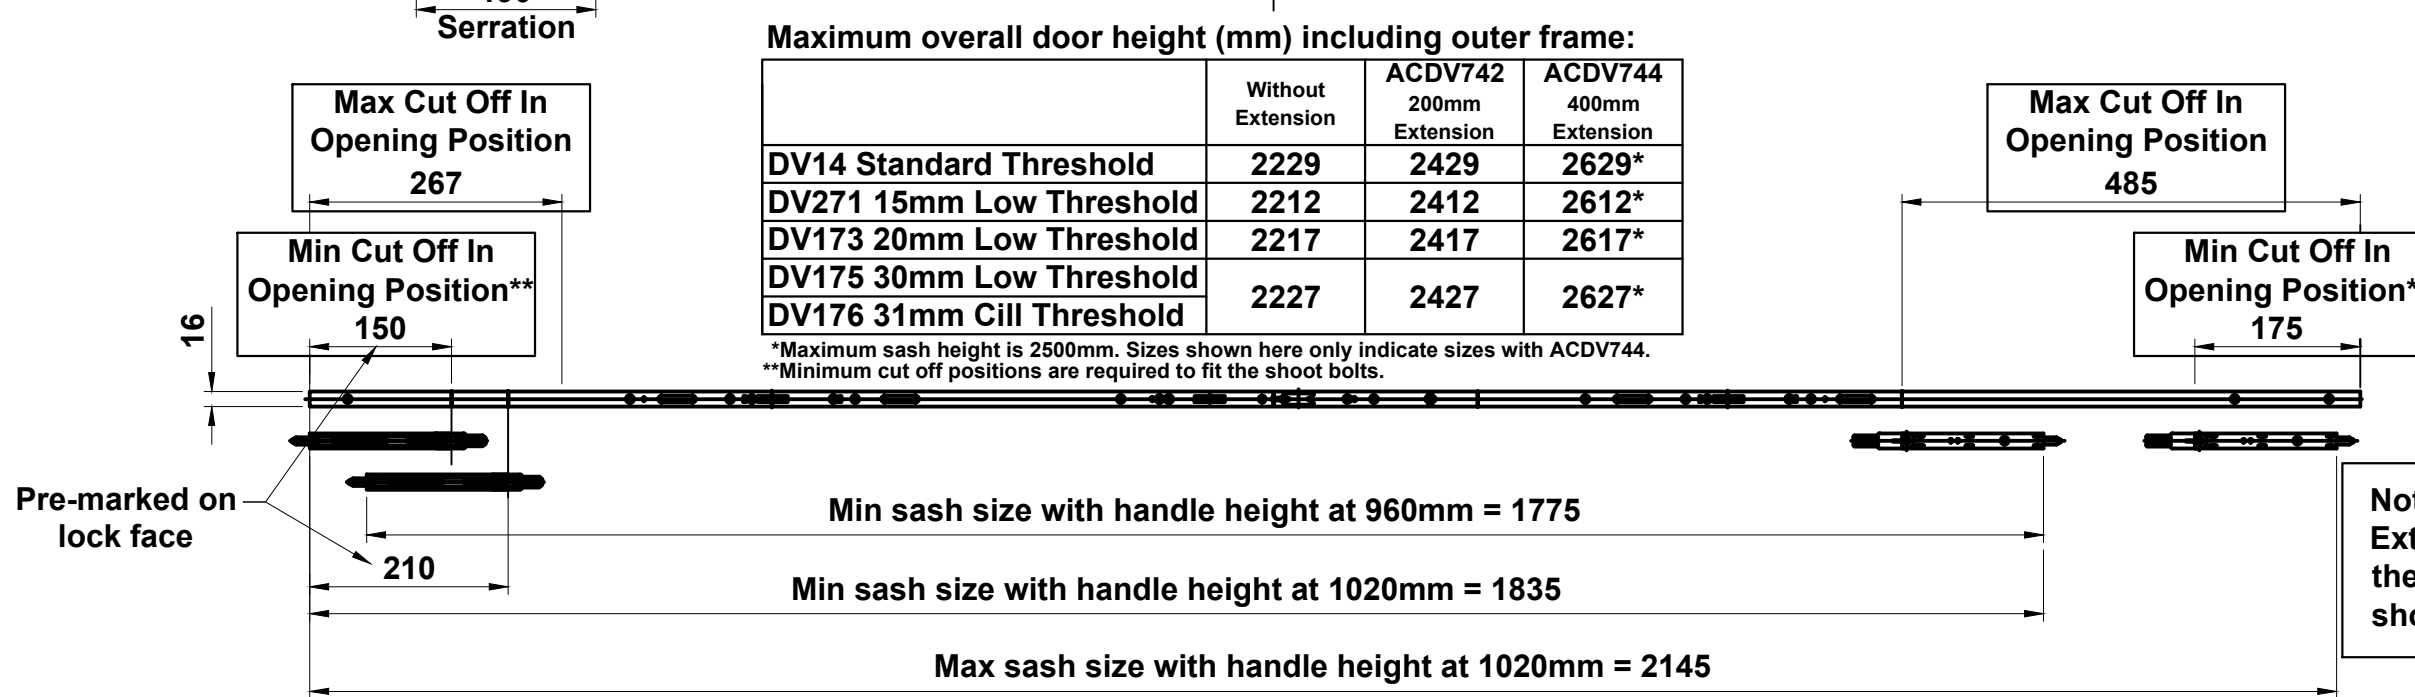 Serration
Maximum overall door height (mm) including outer frame:
Without
Extension
ACDV742
200mm
Extension
ACDV744
400mm
Extension
DV14 Standard Threshold 2229 2429 2629*
DV271 15mm Low Threshold 2212 2412 2612*
DV173 20mm Low Threshold 2217 2417 2617*
DV175 30mm Low Threshold
2227 2427 2627*
DV176 31mm Cill Threshold
*Maximum sash height is 2500mm. Sizes shown here only indicate sizes with ACDV744.
**Minimum cut off positions are required to fit the shoot bolts.
Max Cut Off In
Opening Position
267
Min Cut Off In
Opening Position**
150
16
Max Cut Off In
Opening Position
485
Min Cut Off In
Opening Position*
175
Pre-marked on
lock face
210
Min sash size with handle height at 960mm = 1775
Min sash size with handle height at 1020mm = 1835
Max sash size with handle height at 1020mm = 2145
the